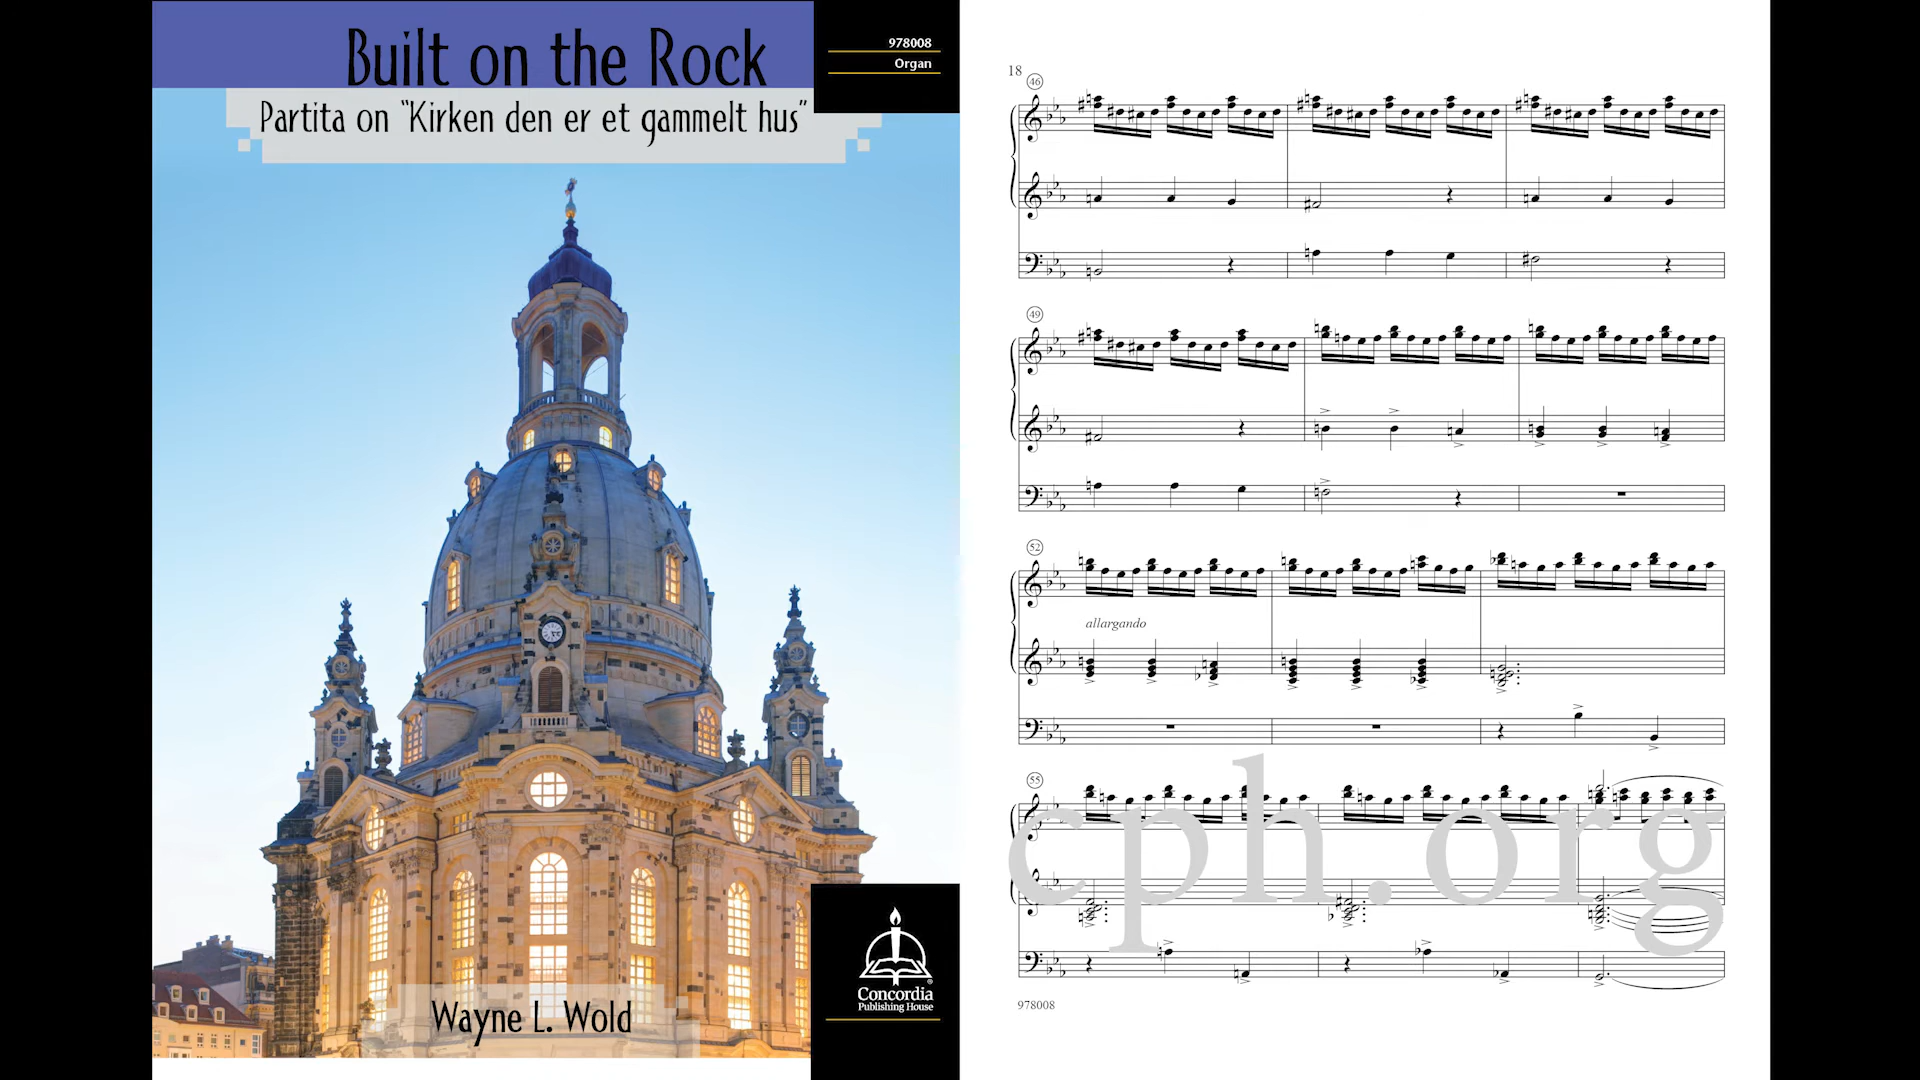 Built on the Rock
Partita on “Kirken den er et gammelt hus”
978008
Organ
Wayne L. Wold
Concordia
Publishing House
®
18
46
49
52
allargando
55
cph.org
978008